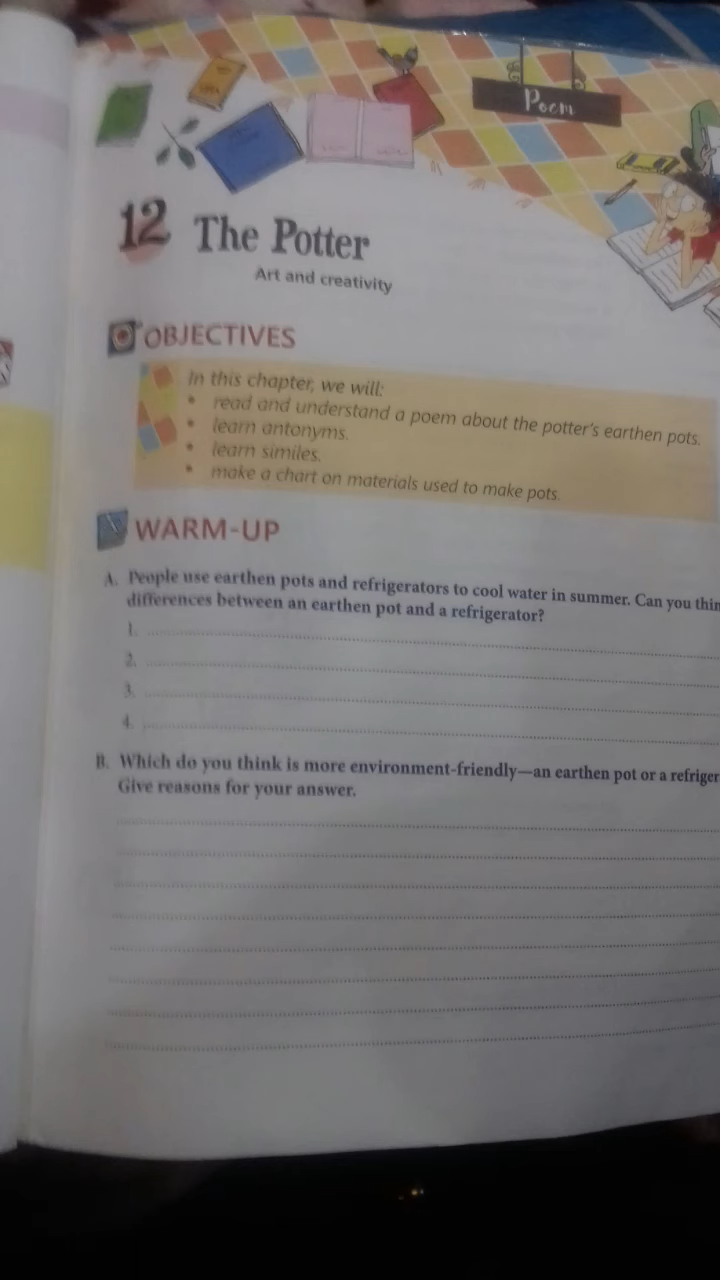 Poem
12 The Potter
Art and creativity
OBJECTIVES
In this chapter, we will:
• read and understand a poem about the potter's earthen pots.
• learn antonyms.
• learn similes.
• make a chart on materials used to make pots.
WARM-UP
A. People use earthen pots and refrigerators to cool water in summer. Can you thin
differences between an earthen pot and a refrigerator?
1.
2.
3.
4.
B. Which do you think is more environment-friendly—an earthen pot or a refriger
Give reasons for your answer.